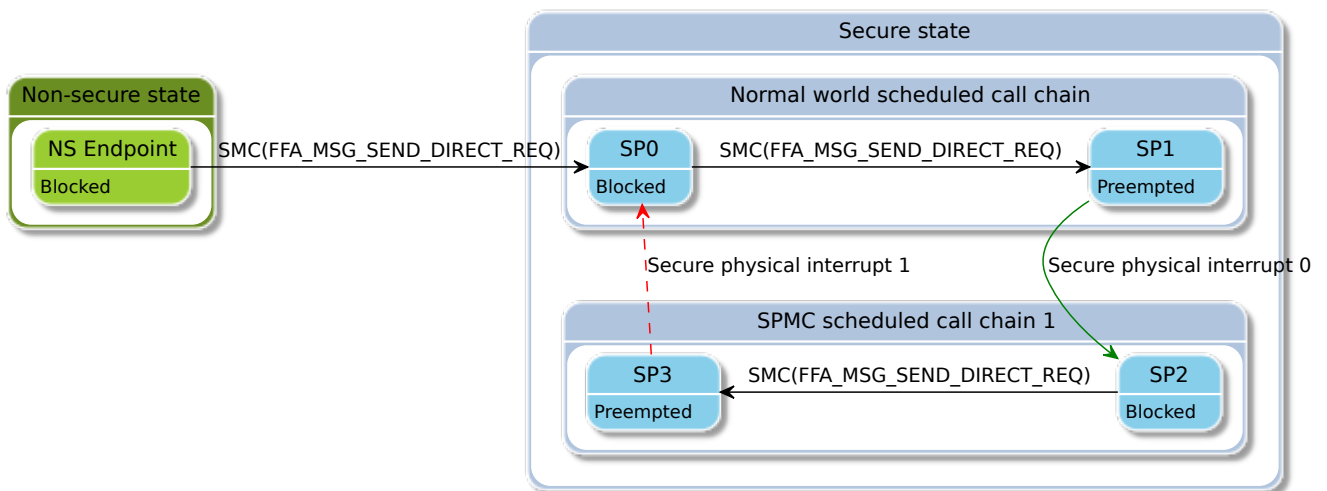 Secure state
Non-secure state
Normal world scheduled call chain
NS Endpoint
Blocked
SMC(FFA_MSG_SEND_DIRECT_REQ)
SP0
Blocked
SMC(FFA_MSG_SEND_DIRECT_REQ)
SP1
Preempted
Secure physical interrupt 1
Secure physical interrupt 0
SPMC scheduled call chain 1
SP3
Preempted
SMC(FFA_MSG_SEND_DIRECT_REQ)
SP2
Blocked